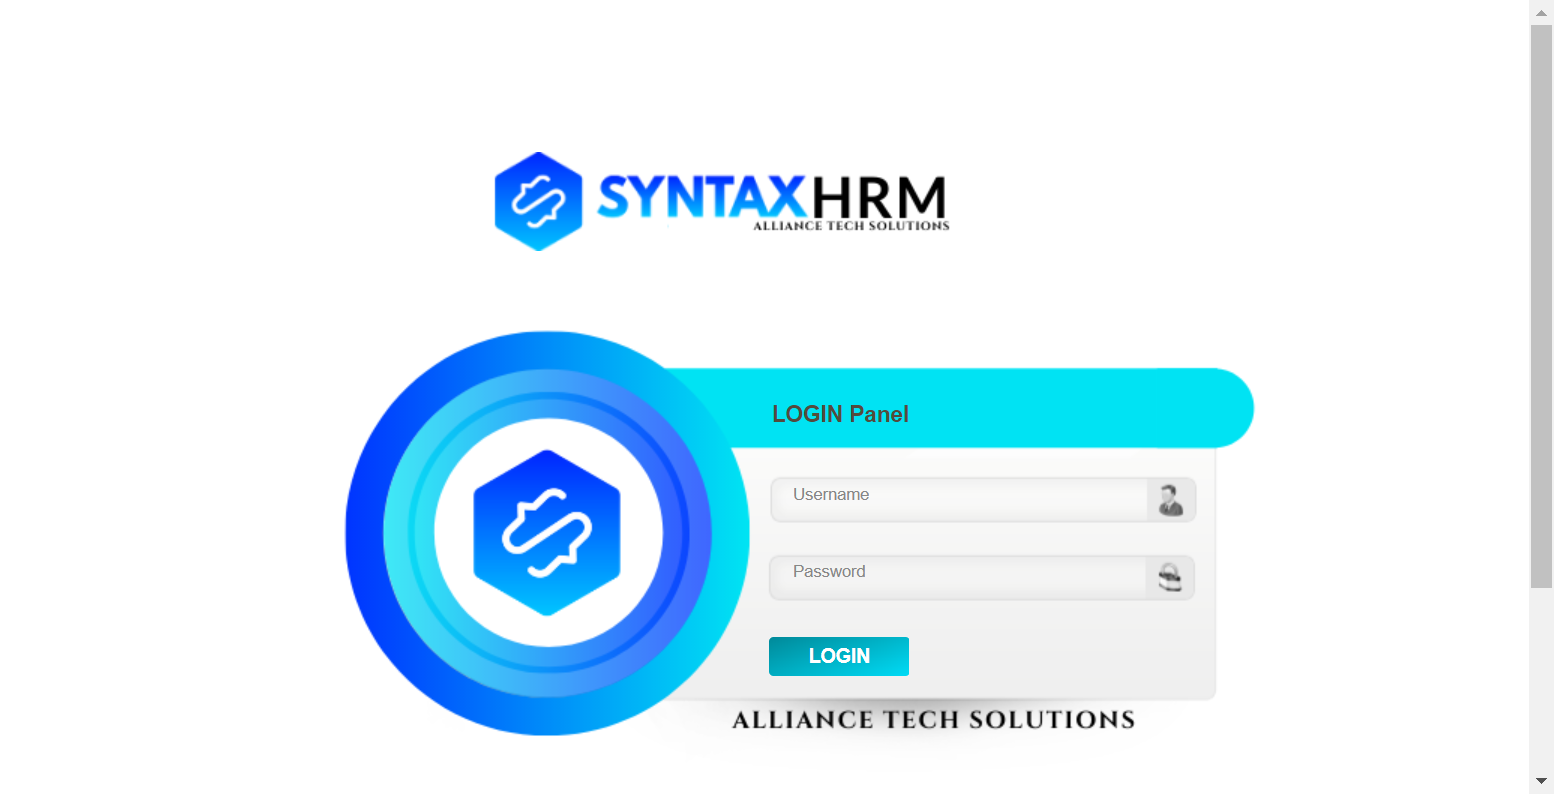 SYNTAXHRM
ALLIANCE TECH SOLUTIONS
LOGIN Panel
Username
Password
LOGIN
ALLIANCE TECH SOLUTIONS